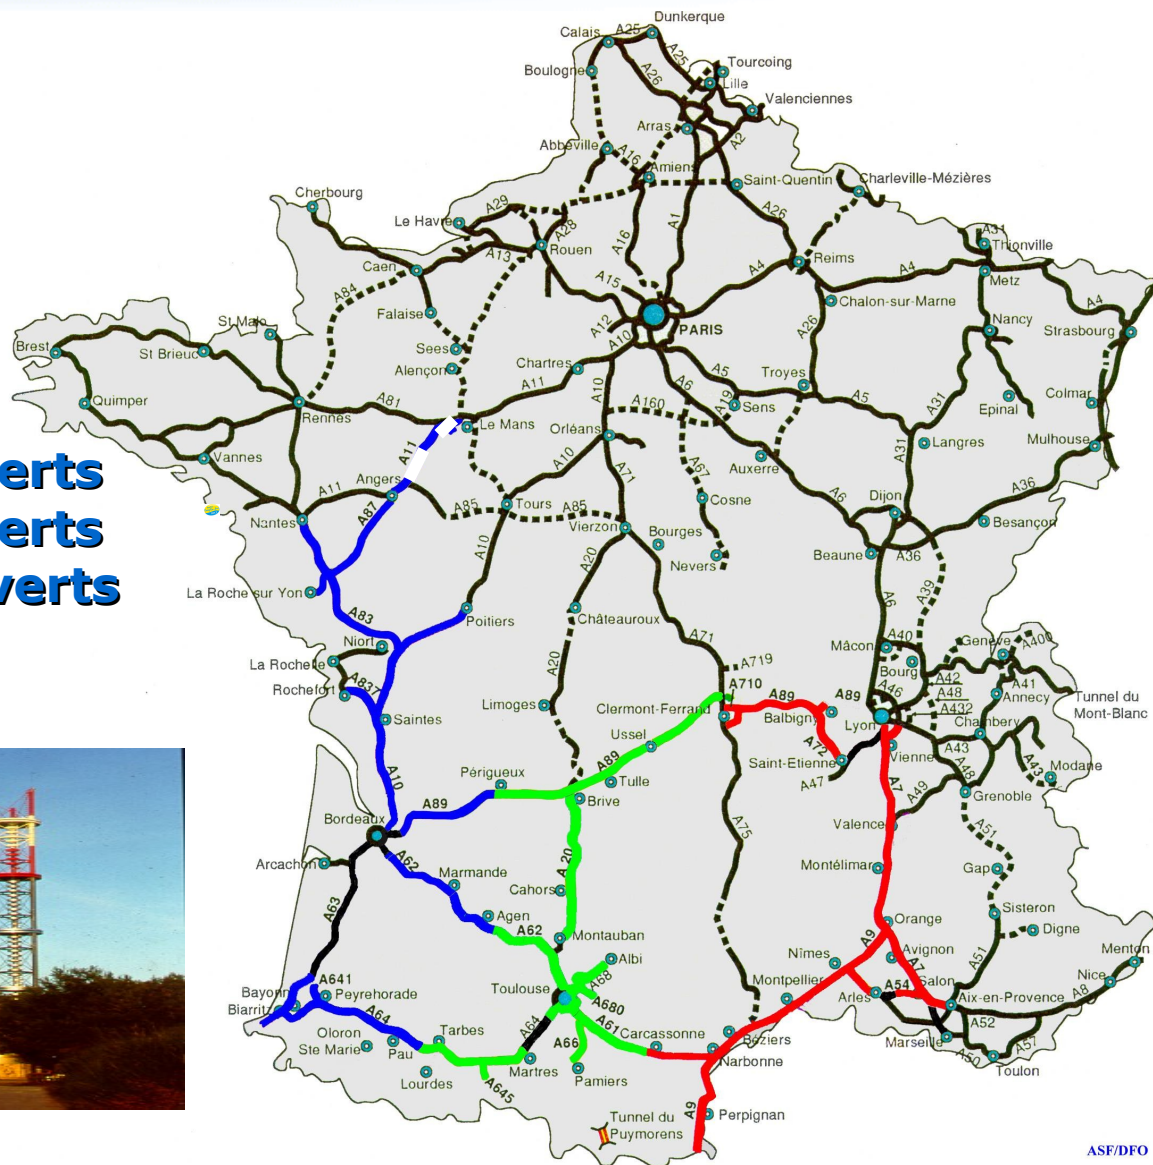 Dunkerque
Calais
A25
A25
Boulogne
A26
Tourcoing
Lille
Valenciennes
Arras
A2
Abbéville
A16
Amiens
Saint-Quentin
Charleville-Mézières
Cherbourg
Le Havre
A29
A28
Rouen
A13
A16
A1
A26
A31
Thionville
Caen
A15
A4
Reims
A4
Metz
A84
Falaise
A12
PARIS
Chalon-sur-Marne
A4
St Malo
A10
A26
Nancy
Strasbourg
Brest
St Brieuc
Sees
Alençon
Chartres
A11
A5
Troyes
Quimper
Rennes
A81
A10
A6
A19
Sens
A5
A31
Epinal
Colmar
Le Mans
A160
Orléans
Langres
Mulhouse
erts
Vannes
A11
A10
A71
A67
Auxerre
A31
A36
Angers
A11
A87
A85
Tours
A85
Cosne
A6
Dijon
erts
Nantes
Vierzon
Bourges
Besançon
A10
A20
Nevers
Beaune
A36
verts
La Roche sur Yon
A83
Poitiers
Châteauroux
A6
A39
Niort
A71
Mâcon
A40
Genève
A400
La Rochelle
A20
A719
Bourg
Rochefort
A837
A710
A42
A41
Annecy
Saintes
Limoges
Clermont-Ferrand
A89
Balbigny
A89
A46
A48
A432
Tunnel du
Mont-Blanc
Lyon
Chambery
Ussel
A72
Vienne
A43
A10
Périgueux
A89
Tulle
Saint-Etienne
A47
A7
A48
A43
Modane
A89
Brive
A49
Grenoble
Bordeaux
A75
Valence
A51
Arcachon
A62
Marmande
A20
Montélimar
Gap
A63
Cahors
Agen
Orange
Sisteron
A62
Montauban
A9
Avignon
Digne
Albi
Nîmes
A7
A51
Menton
A641
A68
Montpellier
Salon
Nice
Bayonne
Peyrehorade
Toulouse
A680
Arles
A54
A8
Biarritz
A64
A61
Aix-en-Provence
Oloron
Ste Marie
Tarbes
A64
Carcassonne
Béziers
A52
Pau
A66
Marseille
A50
A57
Lourdes
Martres
Narbonne
Toulon
A645
Pamiers
A9
Perpignan
Tunnel du
Puymorens
ASF/DFO